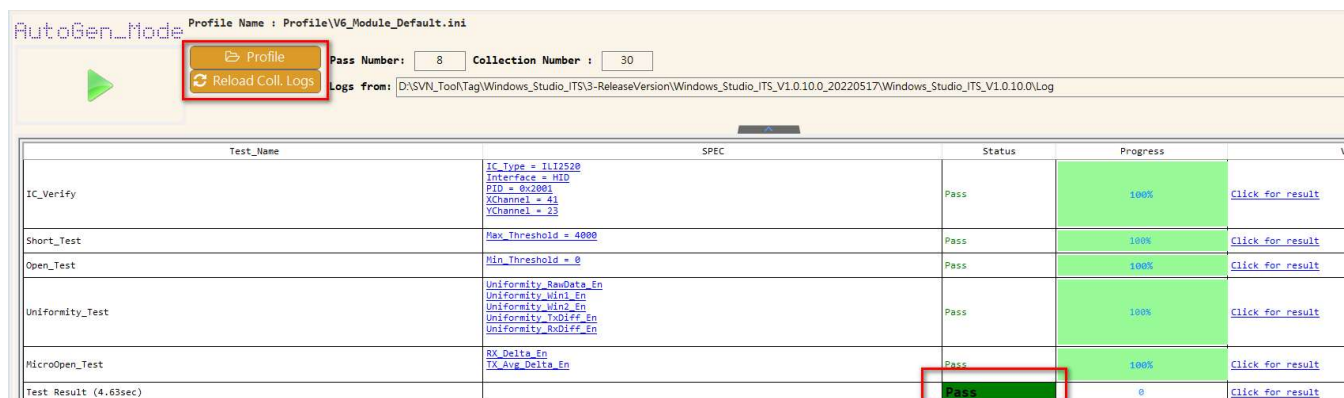 AutoGen_Mode
Profile Name : Profile\V6_Module_Default.ini
Profile
Pass Number: 8 Collection Number : 30
Reload Coll. Logs
Logs from: D:\SVN_Tool\Tag\Windows_Studio_ITS\3-ReleaseVersion\Windows_Studio_ITS_V1.0.10.0_20220517\Windows_Studio_ITS_V1.0.10.0\Log
Test_Name SPEC Status Progress
IC_Type = ILI2520
Interface = HID
IC_Verify PID = 0x2001 Pass 100% Click for result
XChannel = 41
YChannel = 23
Short_Test Max_Threshold = 4000 Pass 100% Click for result
Open_Test Min_Threshold = 0 Pass 100% Click for result
Uniformity_RawData_En
Uniformity_Win1_En
Uniformity_Test Uniformity_Win2_En Pass 100% Click for result
Uniformity_TxDiff_En
Uniformity_RxDiff_En
RX_Delta_En
MicroOpen_Test TX_Avg_Delta_En Pass 100% Click for result
Test Result (4.63sec) Pass 0 Click for result